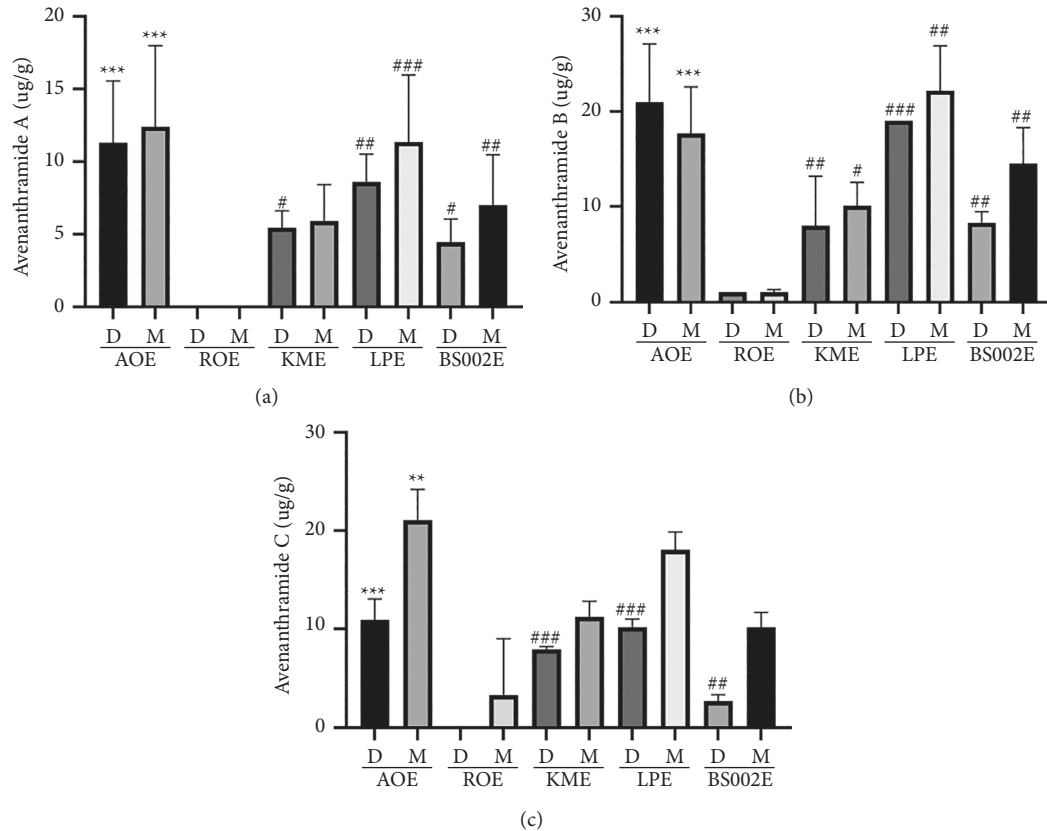 Avenanthramide A (ug/g)
20
15
10
5
0
*** *** # ## ### # ##
D M D M D M D M D M
AOE ROE KME LPE BS002E
(a)
Avenanthramide B (ug/g)
30
20
10
0
*** *** ## # ### ## ## ##
D M D M D M D M D M
AOE ROE KME LPE BS002E
(b)
Avenanthramide C (ug/g)
30
20
10
0
*** ** ### ### ##
D M D M D M D M D M
AOE ROE KME LPE BS002E
(c)